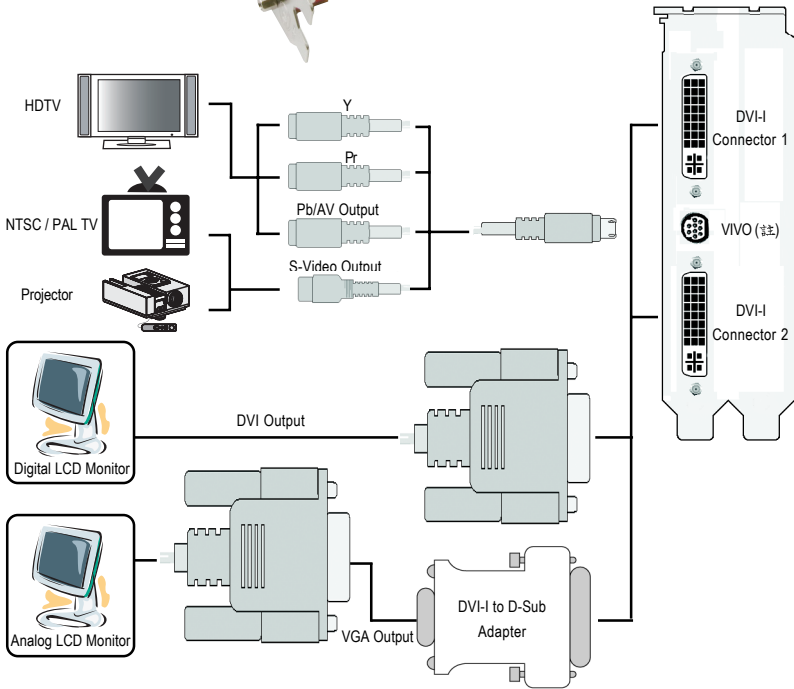 HDTV
Y
Pr
Pb/AV Output
NTSC / PAL TV
S-Video Output
Projector
DVI-I
Connector 1
VIVO (註)
DVI-I
Connector 2
DVI Output
Digital LCD Monitor
DVI-I to D-Sub
Adapter
VGA Output
Analog LCD Monitor